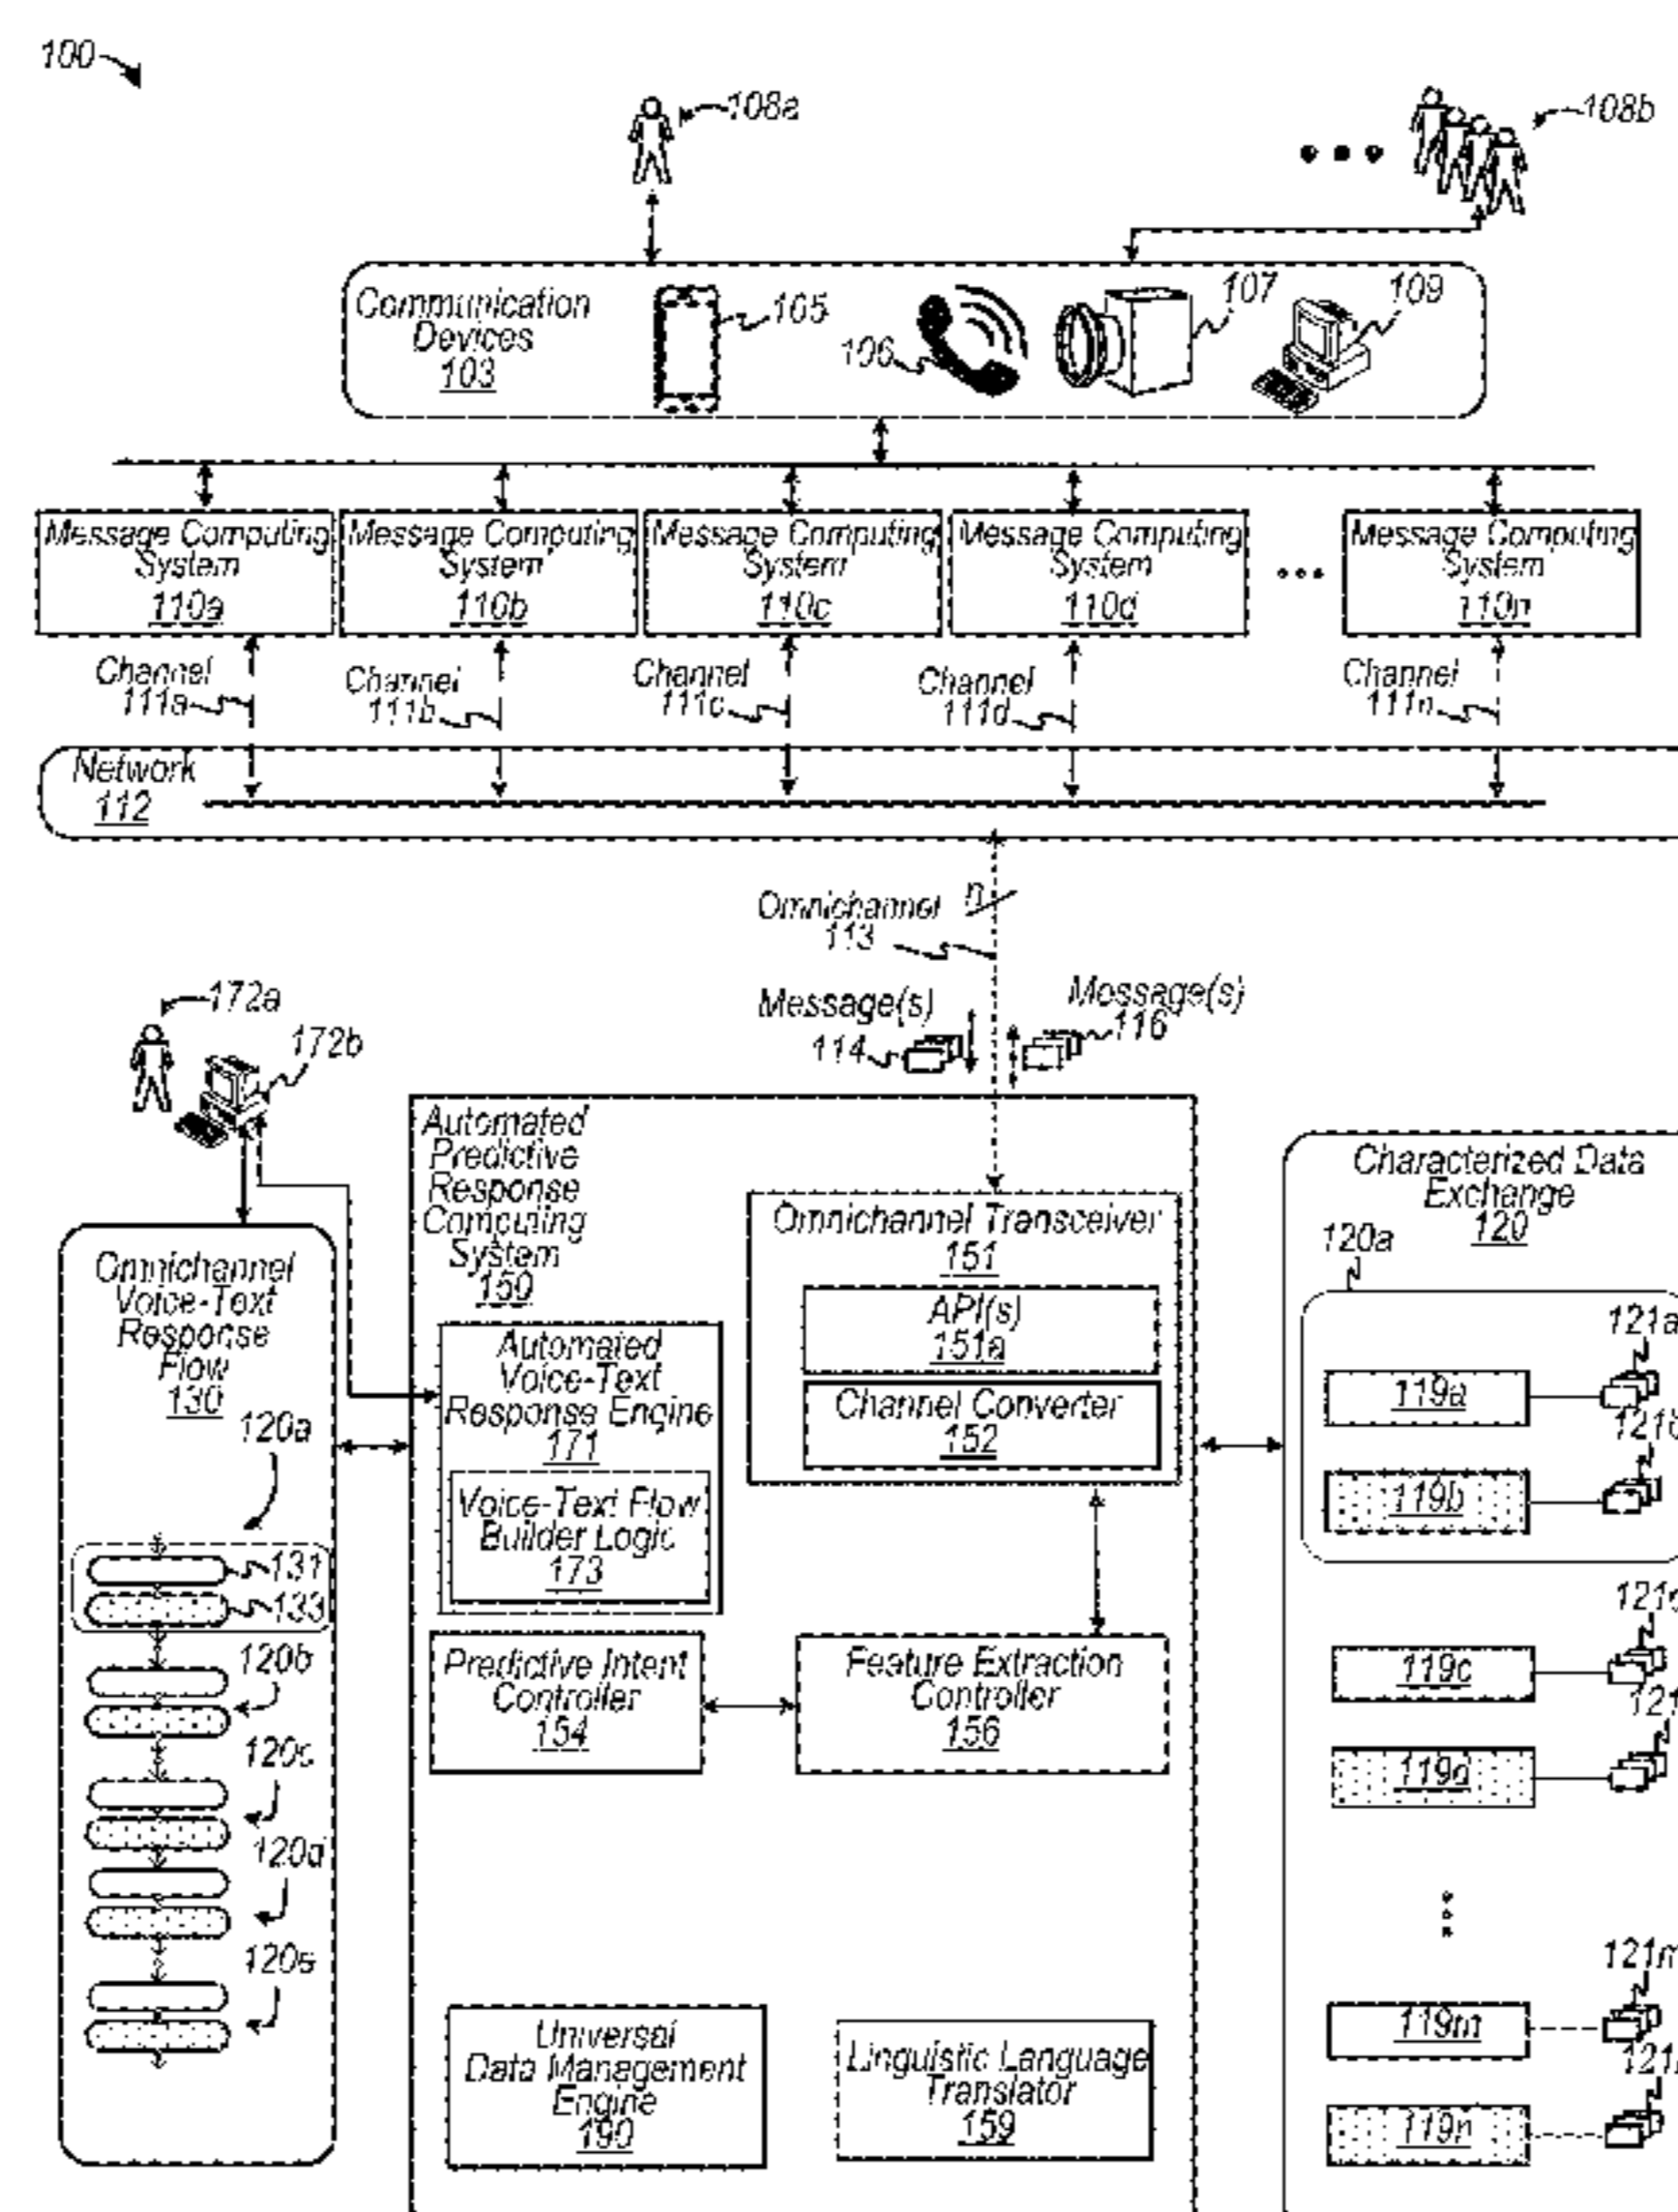 100
108a
108b
Communication
Devices
103
105
106
107
109
Message Computing
System
110a
Message Computing
System
110b
Message Computing
System
110c
Message Computing
System
110d
Message Computing
System
110n
Channel
111a
Channel
111b
Channel
111c
Channel
111d
Channel
111n
Network
112
n
Omnichannel
113
Message(s)
114
Message(s)
116
172a
172b
Omnichannel
Voice-Text
Response
Flow
130
120a
131
133
120b
120c
120d
120e
Automated
Predictive
Response
Computing
System
150
Omnichannel Transceiver
151
API(s)
151a
Channel Converter
152
Automated
Voice-Text
Response Engine
171
Voice-Text Flow
Builder Logic
173
Predictive Intent
Controller
154
Feature Extraction
Controller
156
Universal
Data Management
Engine
190
Linguistic Language
Translator
159
Characterized Data
Exchange
120
120a
119a
121a
119b
121b
119c
119d
119m
121m
119n